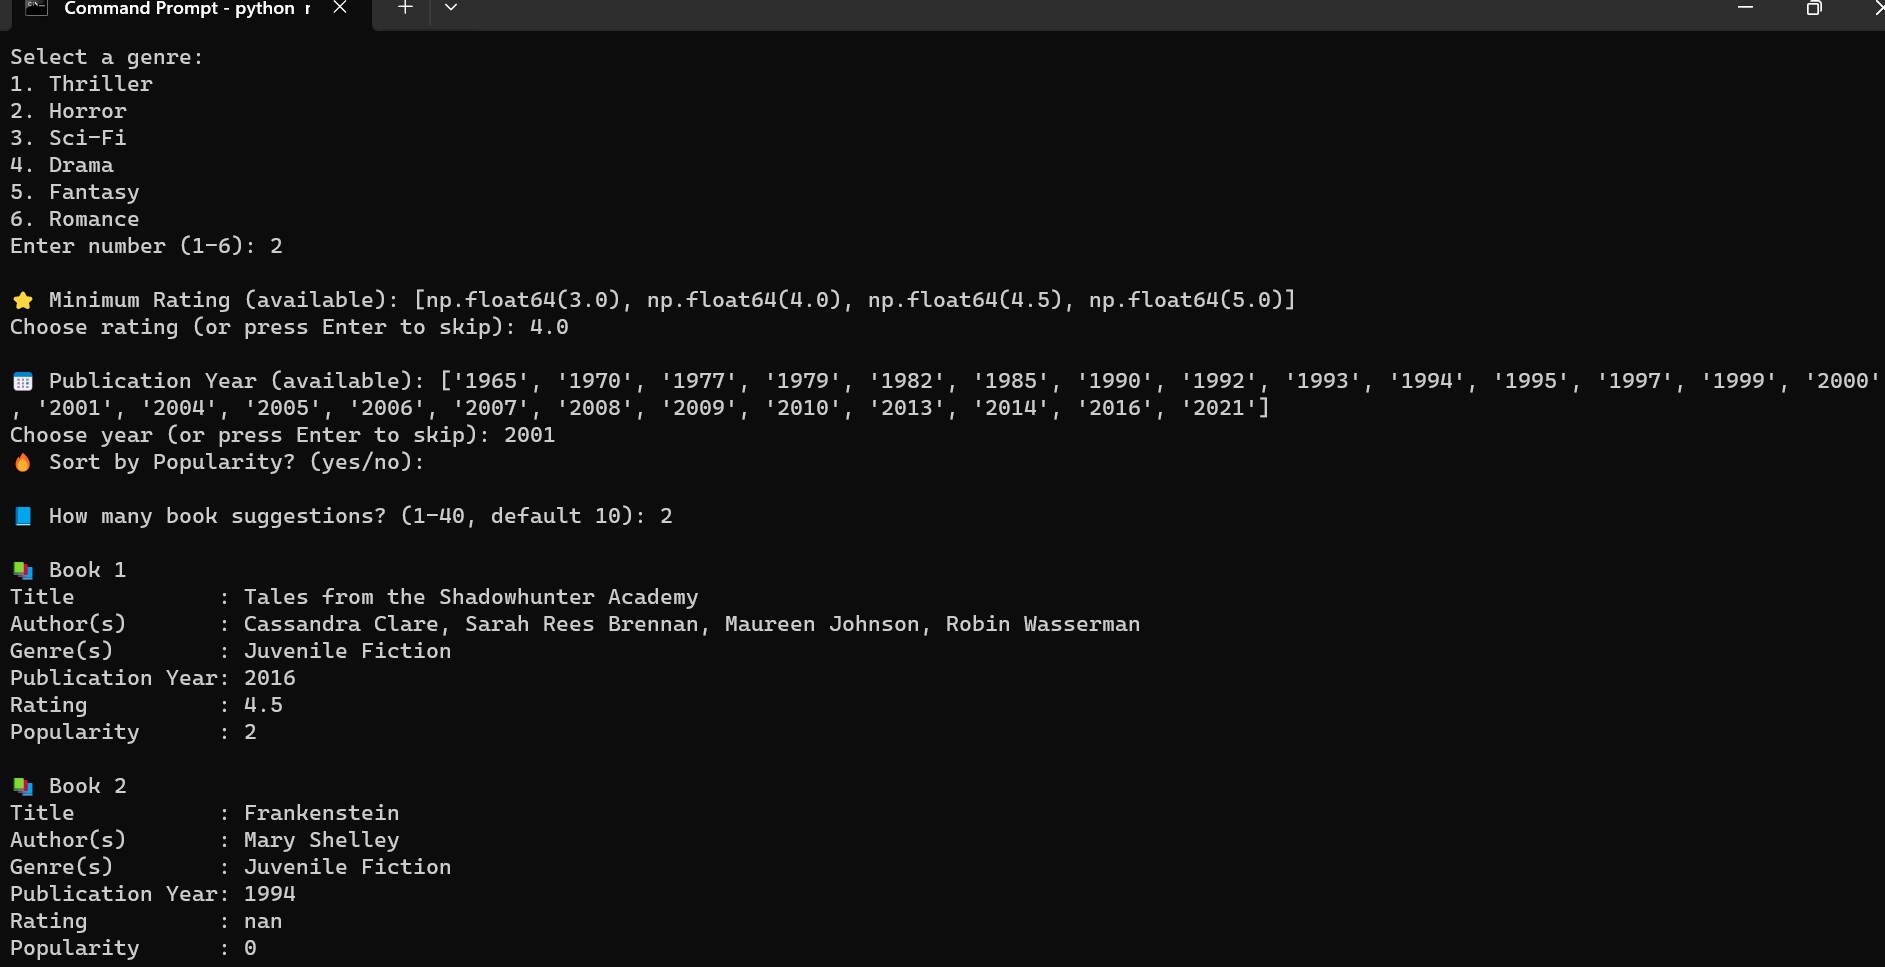 Command Prompt - python r
Select a genre:
1. Thriller
2. Horror
3. Sci-Fi
4. Drama
5. Fantasy
6. Romance
Enter number (1-6): 2
⭐ Minimum Rating (available): [np.float64(3.0), np.float64(4.0), np.float64(4.5), np.float64(5.0)]
Choose rating (or press Enter to skip): 4.0
📅 Publication Year (available): ['1965', '1970', '1977', '1979', '1982', '1985', '1990', '1992', '1993', '1994', '1995', '1997', '1999', '2000'
, '2001', '2004', '2005', '2006', '2007', '2008', '2009', '2010', '2013', '2014', '2016', '2021']
Choose year (or press Enter to skip): 2001
🔥 Sort by Popularity? (yes/no):
📘 How many book suggestions? (1-40, default 10): 2
📚 Book 1
Title           : Tales from the Shadowhunter Academy
Author(s)       : Cassandra Clare, Sarah Rees Brennan, Maureen Johnson, Robin Wasserman
Genre(s)        : Juvenile Fiction
Publication Year: 2016
Rating          : 4.5
Popularity      : 2
📚 Book 2
Title           : Frankenstein
Author(s)       : Mary Shelley
Genre(s)        : Juvenile Fiction
Publication Year: 1994
Rating          : nan
Popularity      : 0